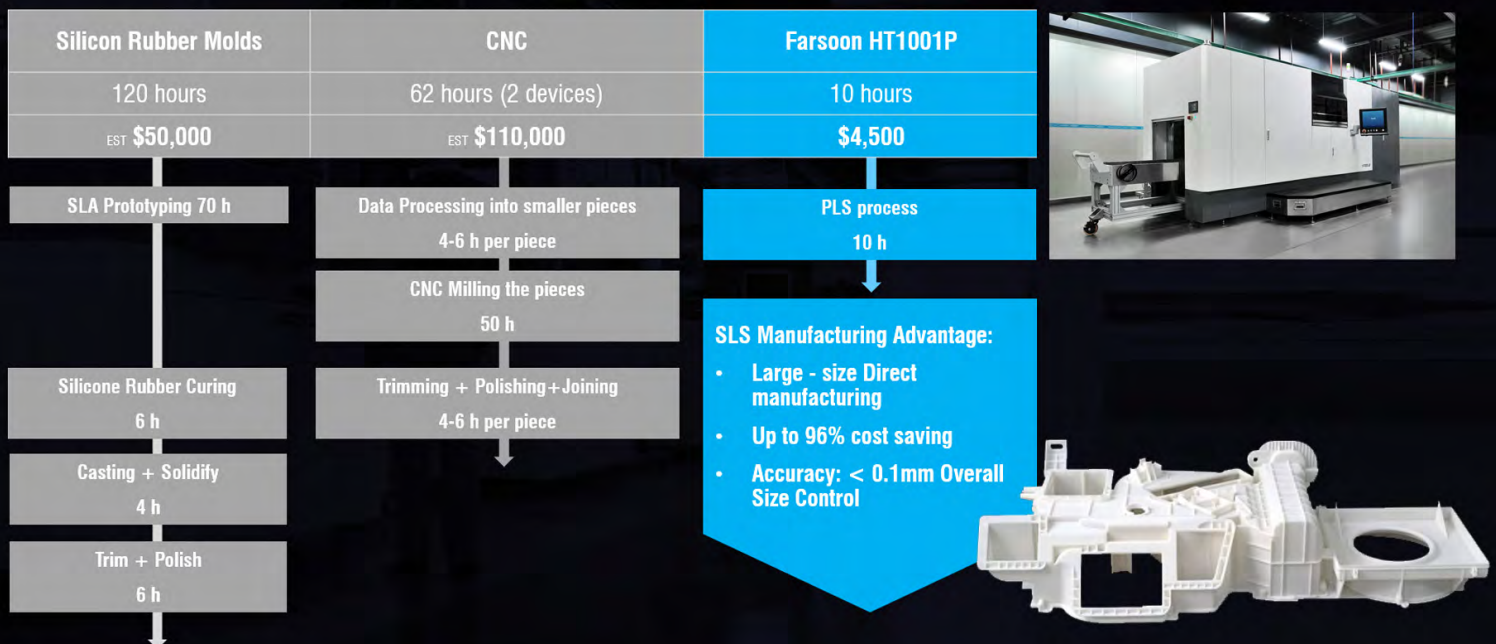 Silicon Rubber Molds
CNC
Farsoon HT1001P
120 hours
62 hours (2 devices)
10 hours
EST $50,000
EST $110,000
$4,500
SLA Prototyping 70 h
Silicone Rubber Curing
6 h
Casting + Solidify
4 h
Trim + Polish
6 h
Data Processing into smaller pieces
4-6 h per piece
CNC Milling the pieces
50 h
Trimming + Polishing+Joining
4-6 h per piece
PLS process
10 h
SLS Manufacturing Advantage:
• Large - size Direct
manufacturing
• Up to 96% cost saving
• Accuracy: < 0.1mm Overall
Size Control